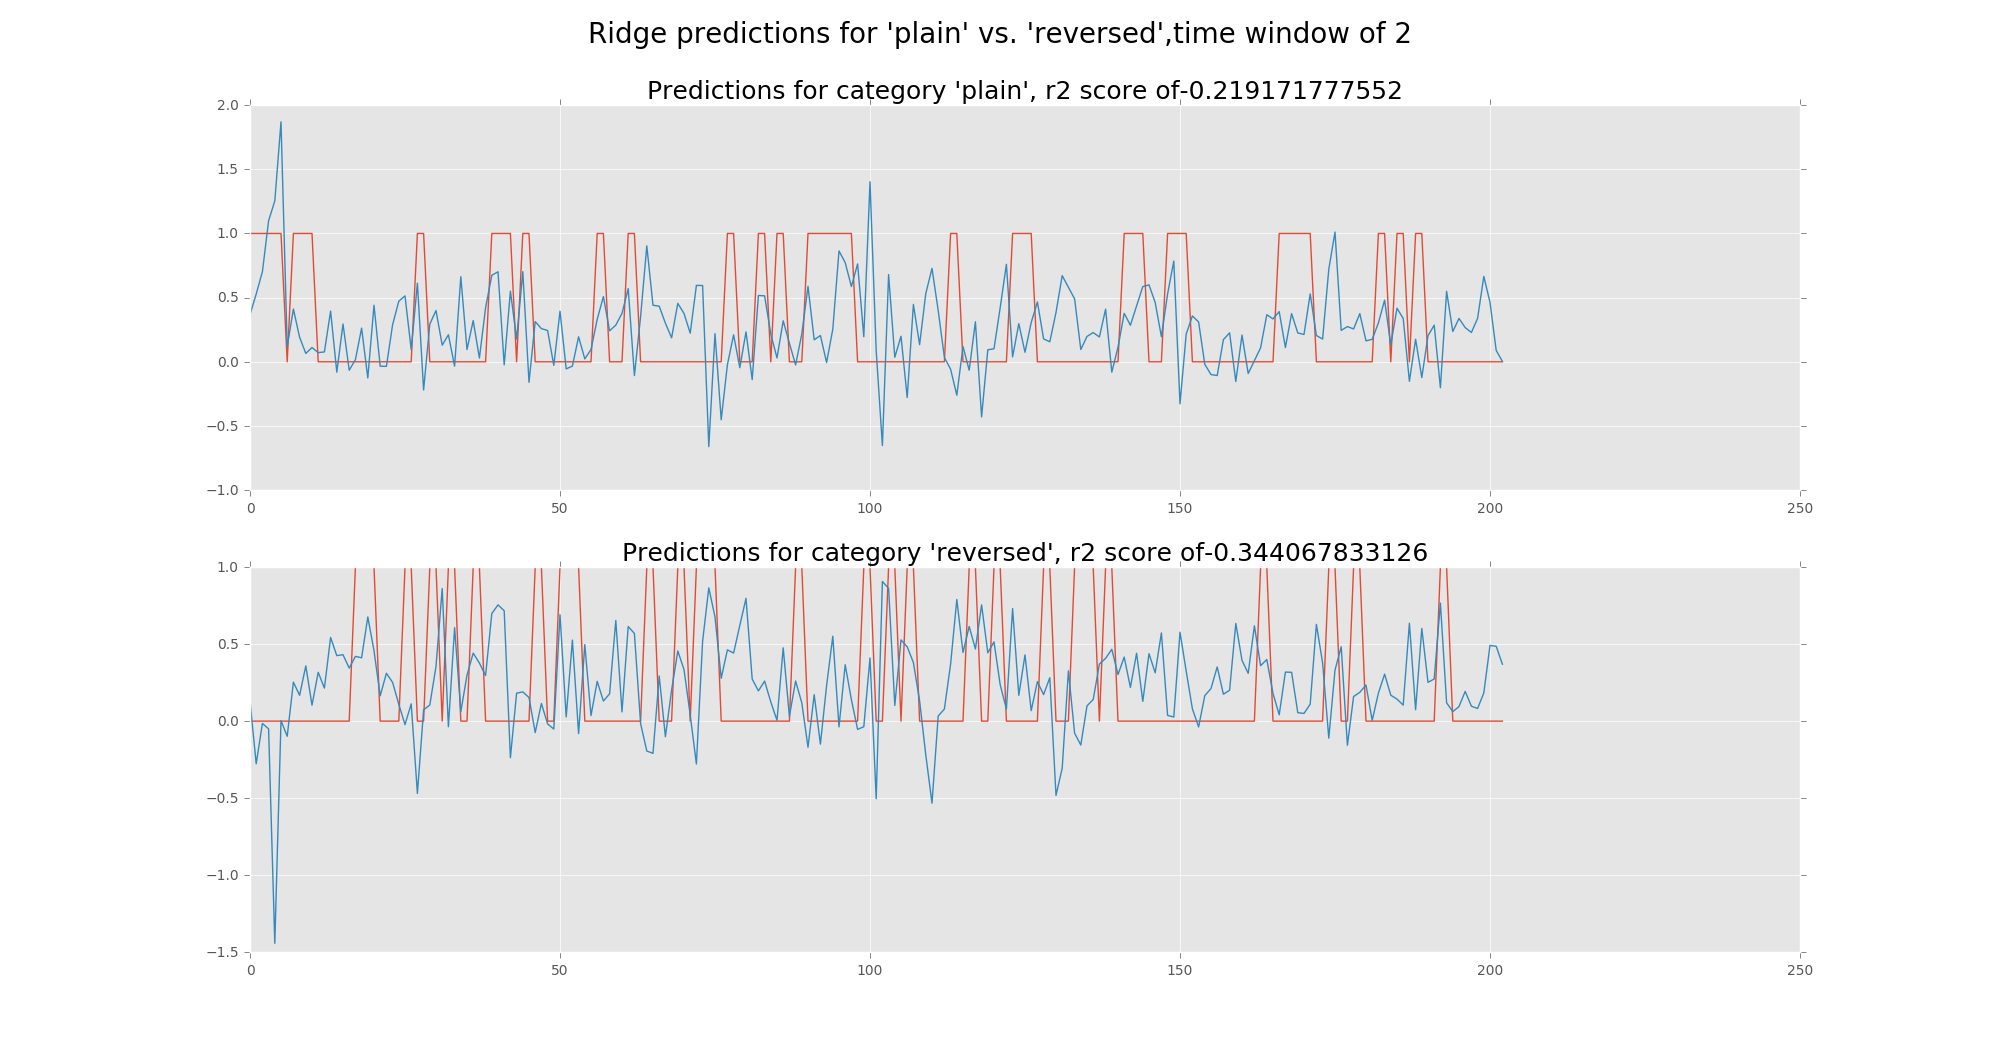 Ridge predictions for 'plain' vs. 'reversed',time window of 2
Predictions for category 'plain', r2 score of-0.219171777552
2.0
1.5
1.0
0.5
0.0
−0.5
−1.0
0 50 100 150 200 250
Predictions for category 'reversed', r2 score of-0.344067833126
1.0
0.5
0.0
−0.5
−1.0
−1.5
0 50 100 150 200 250